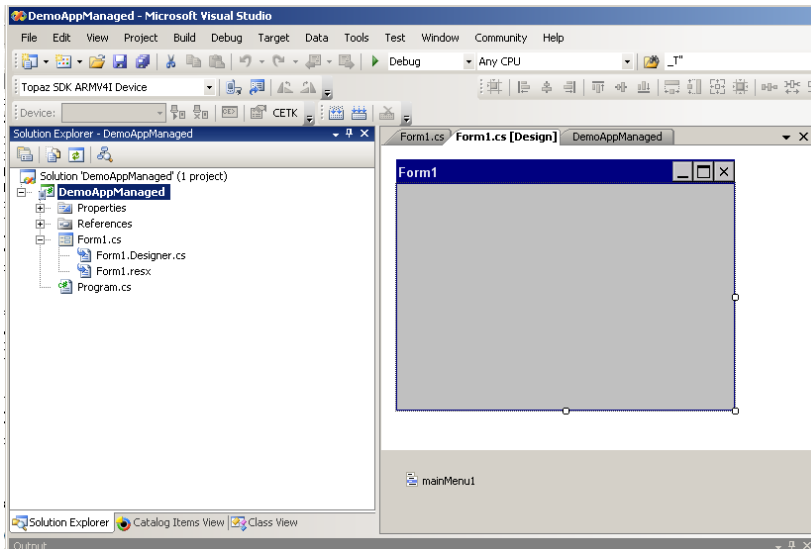 DemoAppManaged - Microsoft Visual Studio
File Edit View Project Build Debug Target Data Tools Test Window Community Help
Debug Any CPU _T"
Topaz SDK ARMV4I Device
Device: CETK
Solution Explorer - DemoAppManaged
Form1.cs Form1.cs [Design] DemoAppManaged
Solution 'DemoAppManaged' (1 project)
DemoAppManaged
Properties
References
Form1.cs
Form1.Designer.cs
Form1.resx
Program.cs
Form1
mainMenu1
Solution Explorer Catalog Items View Class View
Output